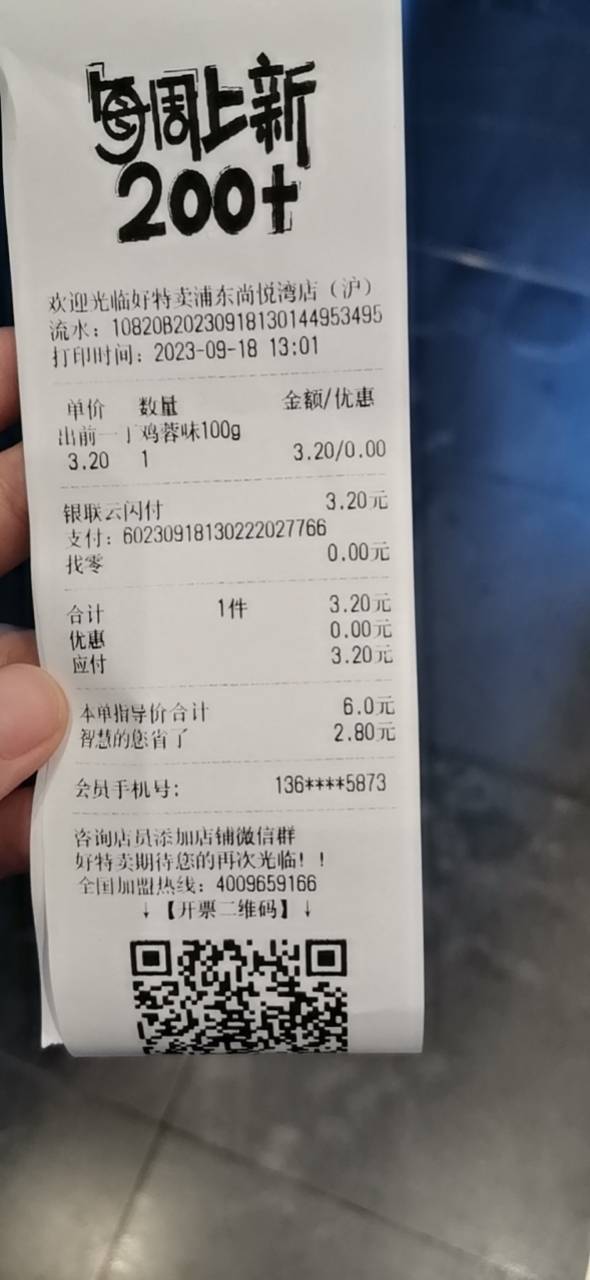 每周上新
200+
欢迎光临好特卖浦东尚悦湾店（沪）
流水：10820B202309181301449534​95
打印时间：2023-09-18 13:01
单价 数量 金额/优惠
出前一丁鸡蓉味100g
3.20 1 3.20/0.00
银联云闪付 3.20元
支付：60230918130222027766
找零 0.00元
合计 1件 3.20元
优惠 0.00元
应付 3.20元
本单指导价合计 6.0元
智慧的您省了 2.80元
会员手机号： 136****5873
咨询店员添加店铺微信群
好特卖期待您的再次光临！！
全国加盟热线：4009659166
↓【开票二维码】↓